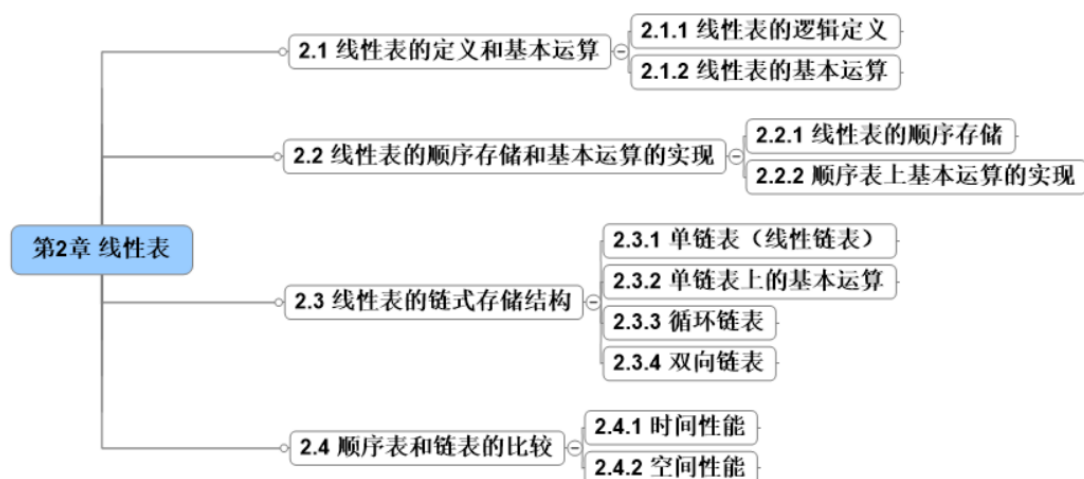 第2章 线性表
2.1 线性表的定义和基本运算
2.1.1 线性表的逻辑定义
2.1.2 线性表的基本运算
2.2 线性表的顺序存储和基本运算的实现
2.2.1 线性表的顺序存储
2.2.2 顺序表上基本运算的实现
2.3 线性表的链式存储结构
2.3.1 单链表（线性链表）
2.3.2 单链表上的基本运算
2.3.3 循环链表
2.3.4 双向链表
2.4 顺序表和链表的比较
2.4.1 时间性能
2.4.2 空间性能